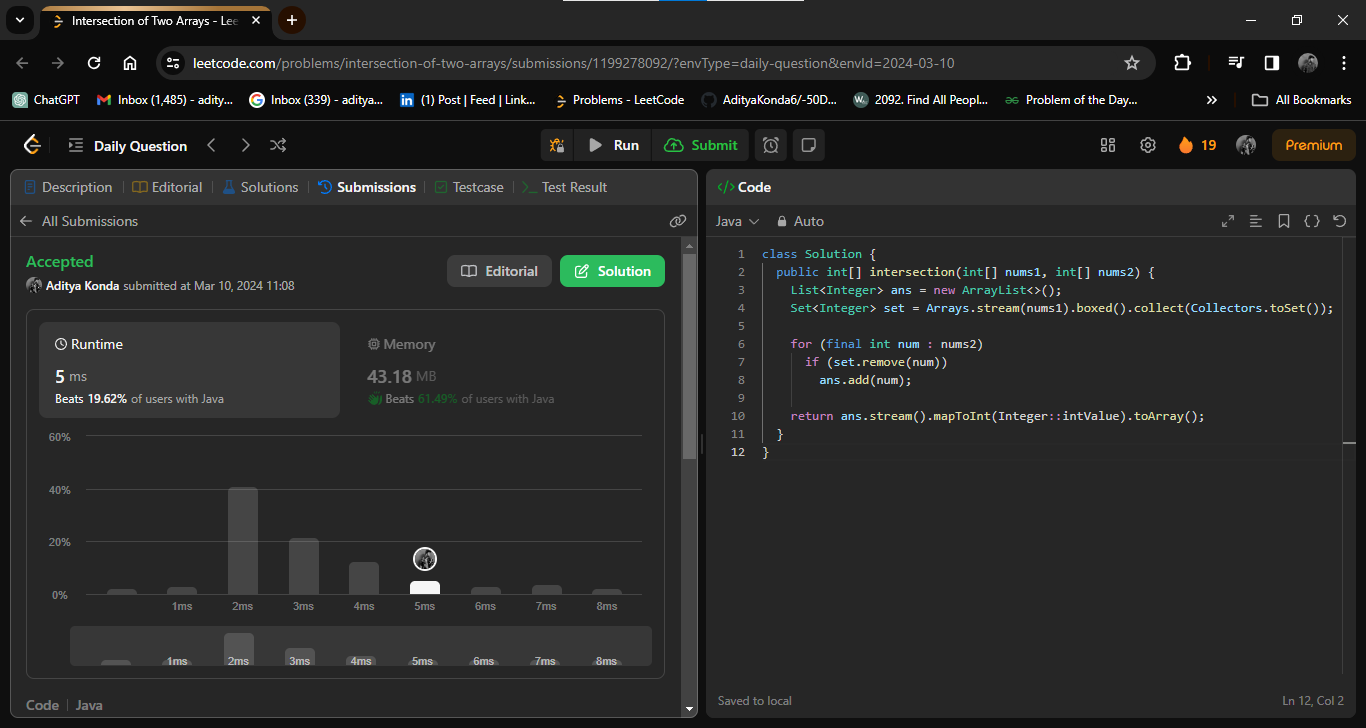 Intersection of Two Arrays - Lee
leetcode.com/problems/intersection-of-two-arrays/submissions/1199278092/?envType=daily-question&envId=2024-03-10
ChatGPT Inbox (1,485) - adity... Inbox (339) - aditya... (1) Post | Feed | Link... Problems - LeetCode AdityaKonda6/-50D... 2092. Find All Peopl... Problem of the Day... » All Bookmarks
Daily Question Run Submit 19 Premium
Description Editorial Solutions Submissions Testcase Test Result
All Submissions
Accepted
Aditya Konda submitted at Mar 10, 2024 11:08
Editorial Solution
Runtime
5 ms
Beats 19.62% of users with Java
Memory
43.18 MB
Beats 61.49% of users with Java
60%
40%
20%
0%
1ms 2ms 3ms 4ms 5ms 6ms 7ms 8ms
1ms 2ms 3ms 4ms 5ms 6ms 7ms 8ms
Code | Java
</> Code
Java Auto
1 class Solution {
2 public int[] intersection(int[] nums1, int[] nums2) {
3 List<Integer> ans = new ArrayList<>();
4 Set<Integer> set = Arrays.stream(nums1).boxed().collect(Collectors.toSet());
5
6 for (final int num : nums2)
7 if (set.remove(num))
8 ans.add(num);
9
10 return ans.stream().mapToInt(Integer::intValue).toArray();
11 }
12 }
Saved to local
Ln 12, Col 2